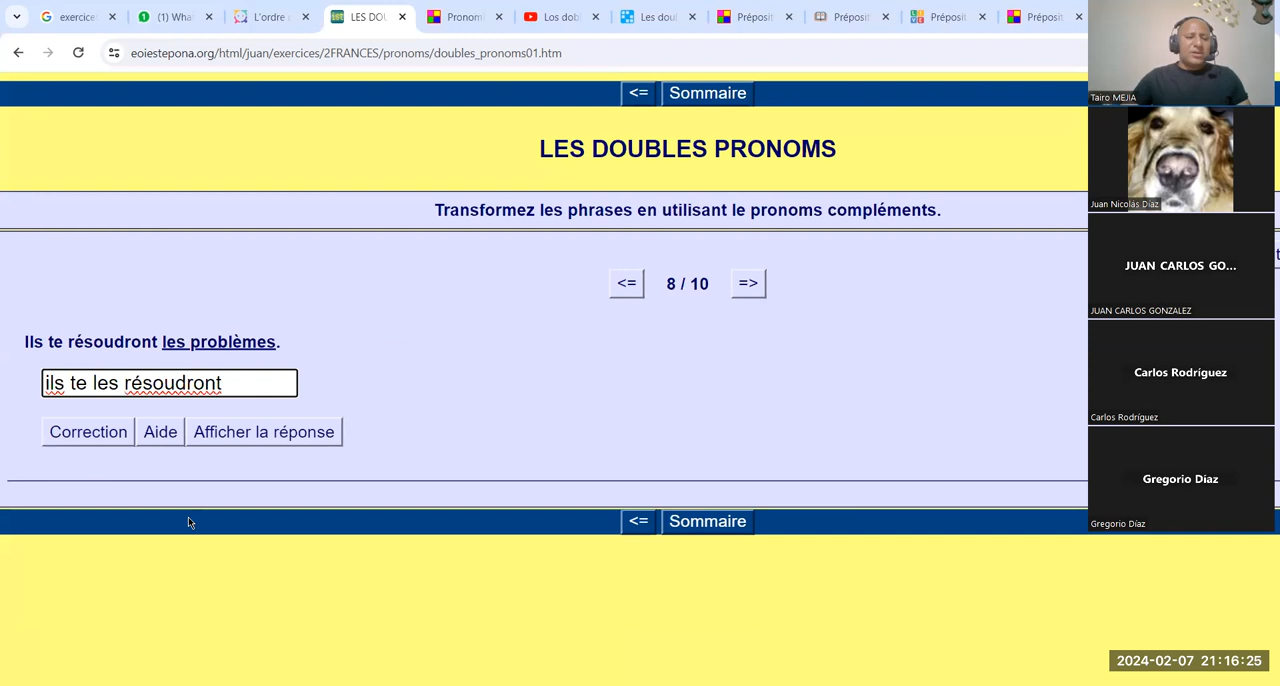 exercice
(1) Wha
L'ordre
LES DOU
Pronom
Los dob
Les doul
Préposit
Préposit
Préposit
Préposit
eoiestepona.org/html/juan/exercices/2FRANCES/pronoms/doubles_pronoms01.htm
<= Sommaire
LES DOUBLES PRONOMS
Transformez les phrases en utilisant le pronoms compléments.
<= 8 / 10 =>
Ils te résoudront les problèmes.
ils te les résoudront
Correction Aide Afficher la réponse
<= Sommaire
Tairo MEJIA
Juan Nicolás Díaz
JUAN CARLOS GO...
JUAN CARLOS GONZALEZ
Carlos Rodríguez
Carlos Rodríguez
Gregorio Díaz
Gregorio Díaz
2024-02-07 21:16:25